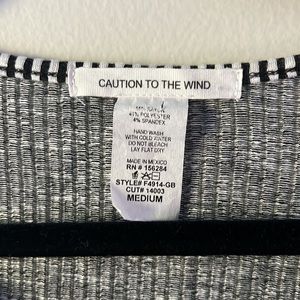 CAUTION TO THE WIND
41% POLYESTER
4% SPANDEX
HAND WASH
WITH COLD WATER
DO NOT BLEACH
LAY FLAT DRY
MADE IN MEXICO
RN # 156284
STYLE# F4914-GB
CUT# 14003
MEDIUM